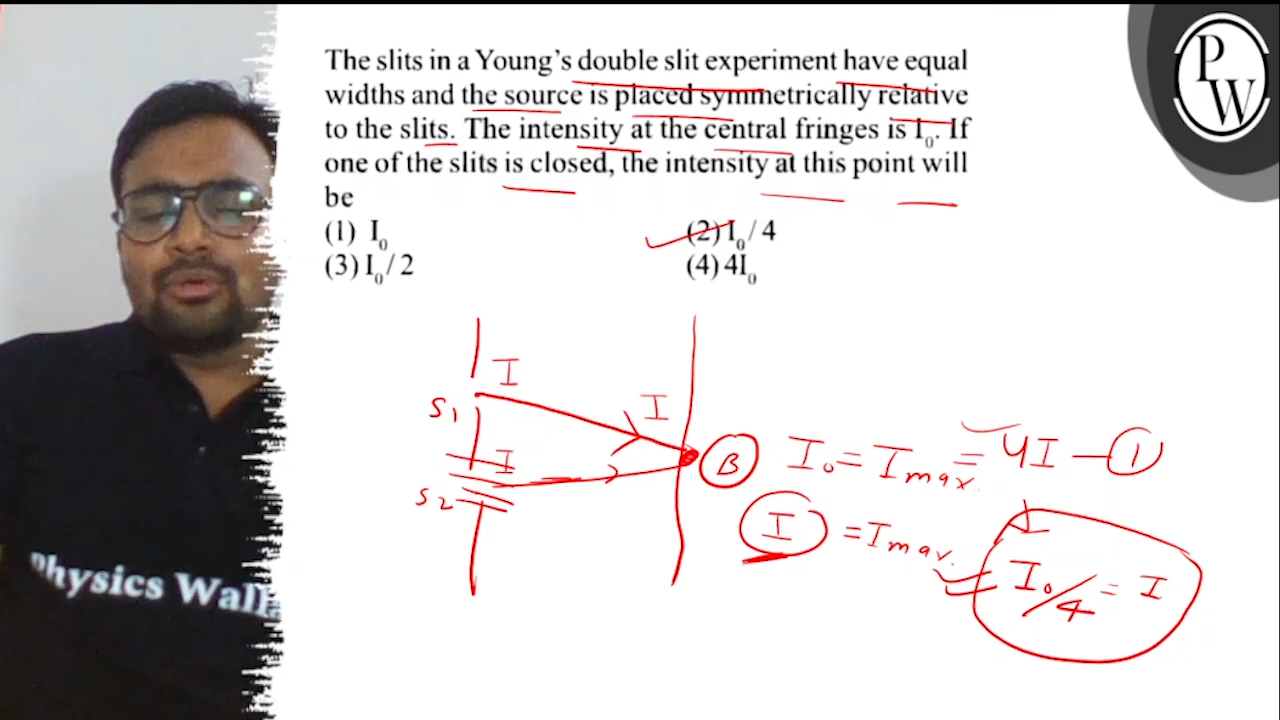 The slits in a Young's double slit experiment have equal
widths and the source is placed symmetrically relative
to the slits. The intensity at the central fringes is I₀. If
one of the slits is closed, the intensity at this point will
be
(1) I₀ (2) I₀ / 4
(3) I₀ / 2 (4) 4I₀
I
S₁ I
I
S₂
B I₀ = Imax = 4I — 1
I = Imax.
I
I₀/4 = I
Physics Wall
P
W